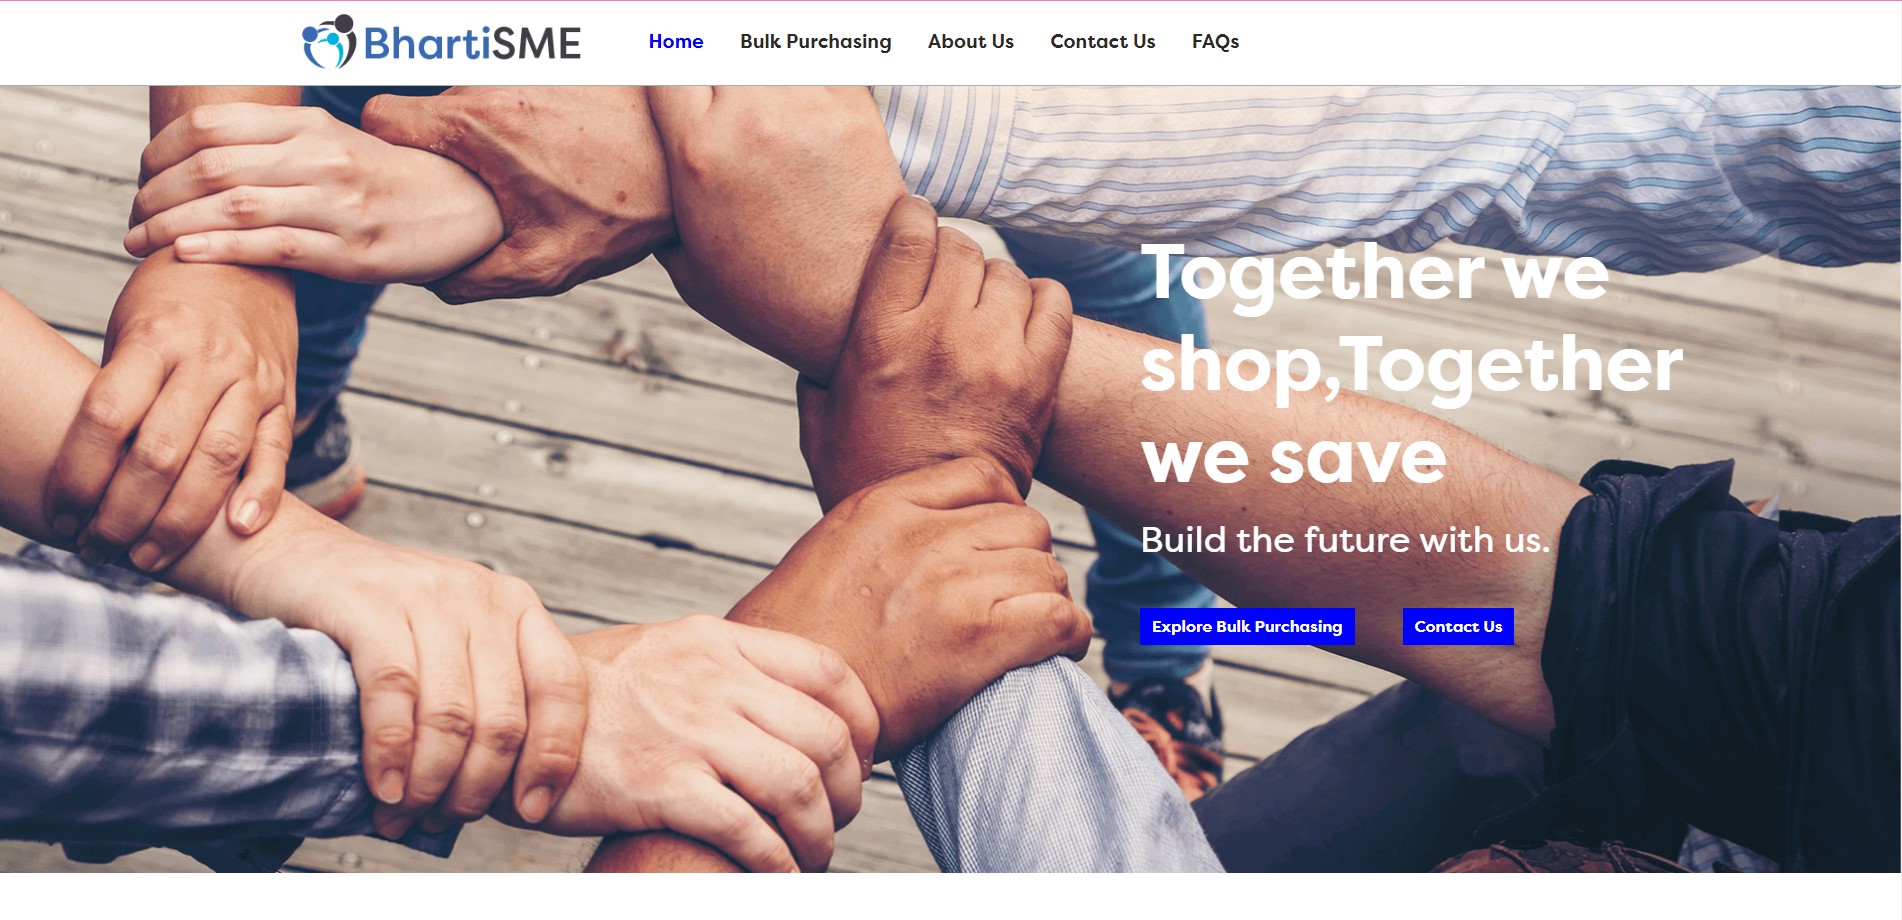 BhartiSME
Home Bulk Purchasing About Us Contact Us FAQs
Together we
shop,Together
we save
Build the future with us.
Explore Bulk Purchasing Contact Us